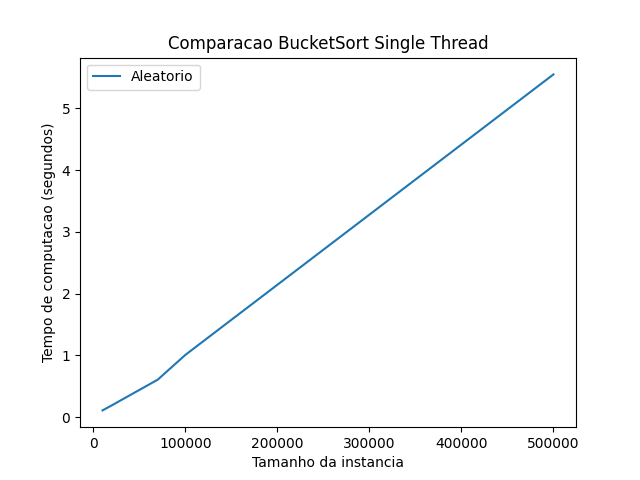 Comparacao BucketSort Single Thread
Aleatorio
Tempo de computacao (segundos)
5
4
3
2
1
0
0 100000 200000 300000 400000 500000
Tamanho da instancia